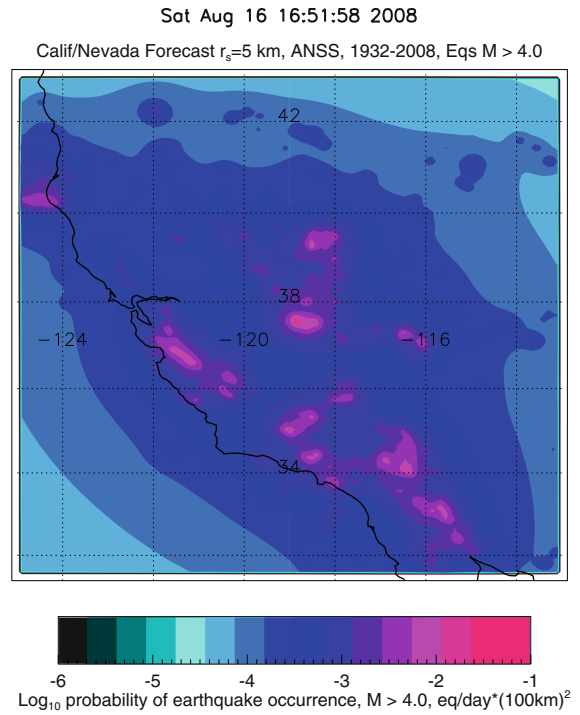 Sat Aug 16 16:51:58 2008
Calif/Nevada Forecast rₛ=5 km, ANSS, 1932-2008, Eqs M > 4.0
42
38
−124 −120 −116
34
-6 -5 -4 -3 -2 -1
Log₁₀ probability of earthquake occurrence, M > 4.0, eq/day*(100km)²